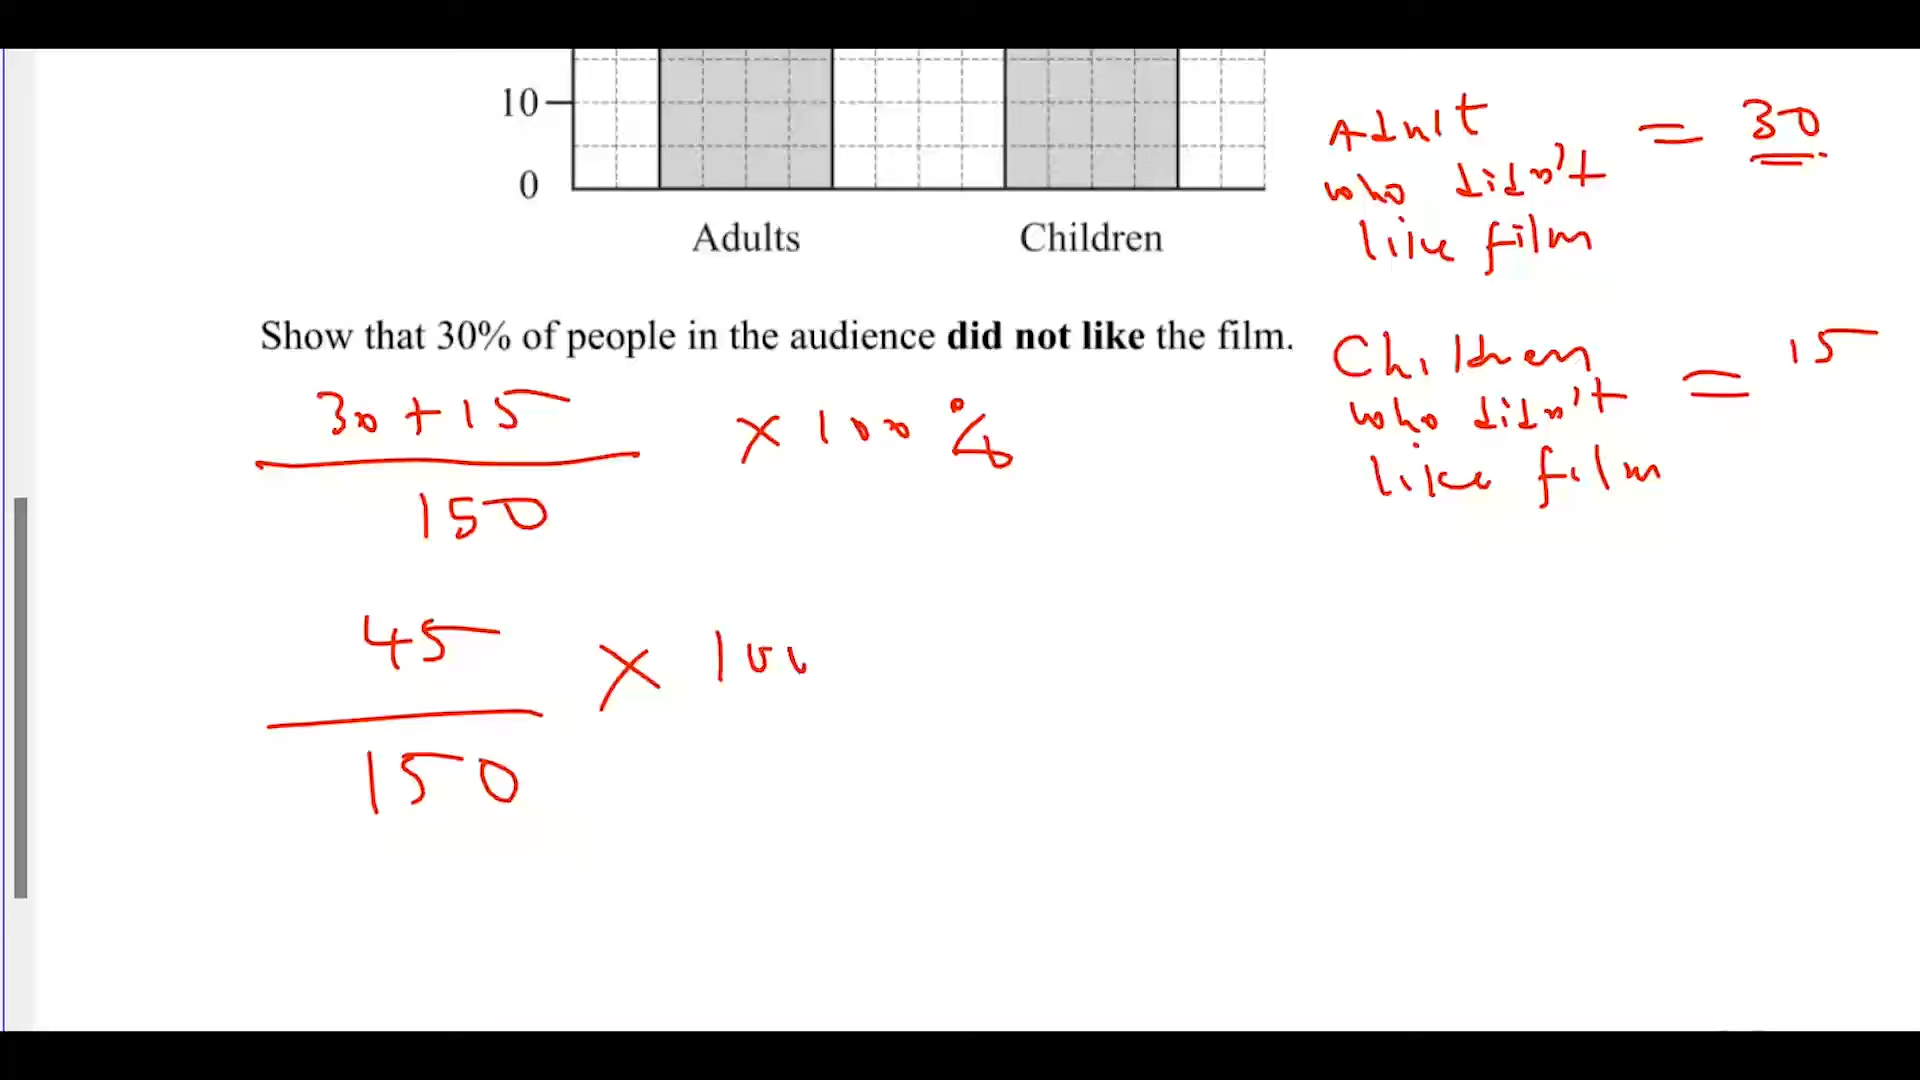 10
0
Adults
Children
Show that 30% of people in the audience did not like the film.
30 + 15
150
× 100 %
45
150
× 100
Adult
who didn't
like film
= 30
Children
who didn't
like film
= 15